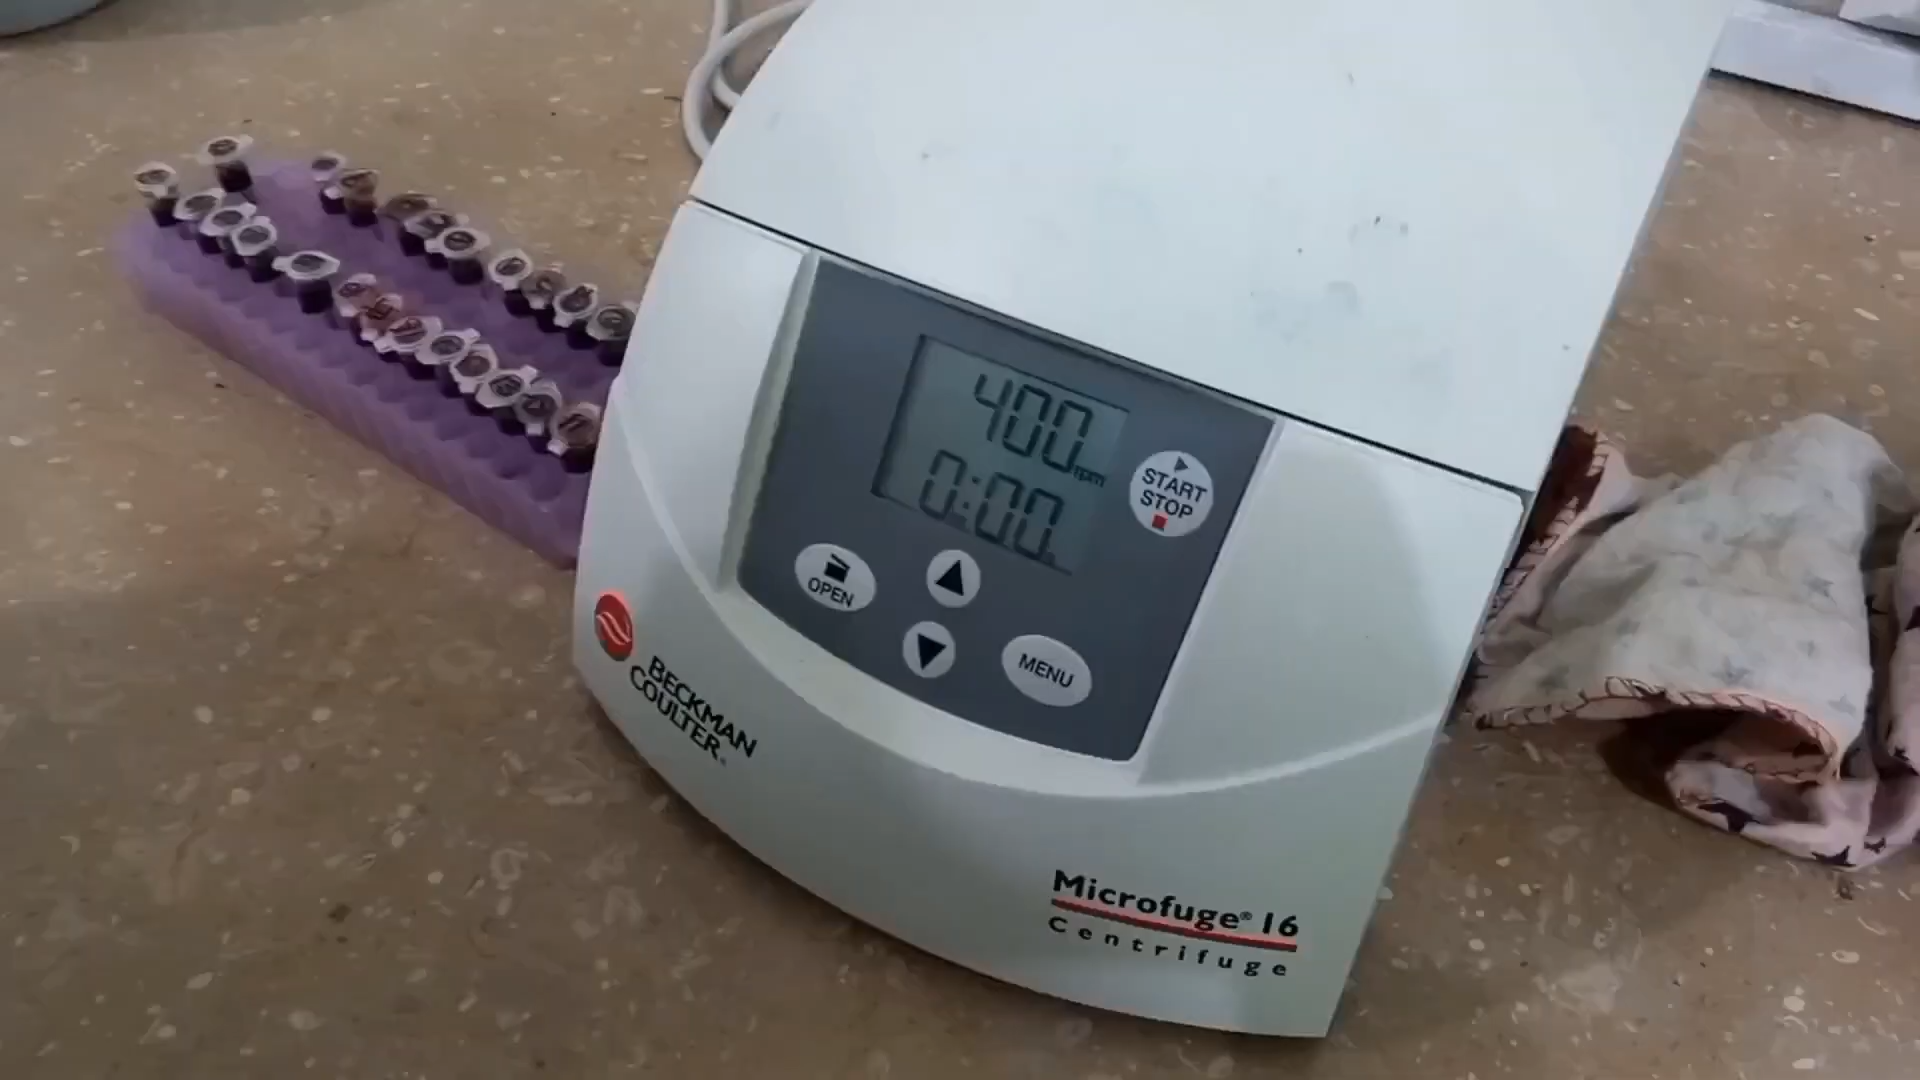 400 rpm
0:00
START
STOP
OPEN
MENU
BECKMAN
COULTER
Microfuge® 16
Centrifuge